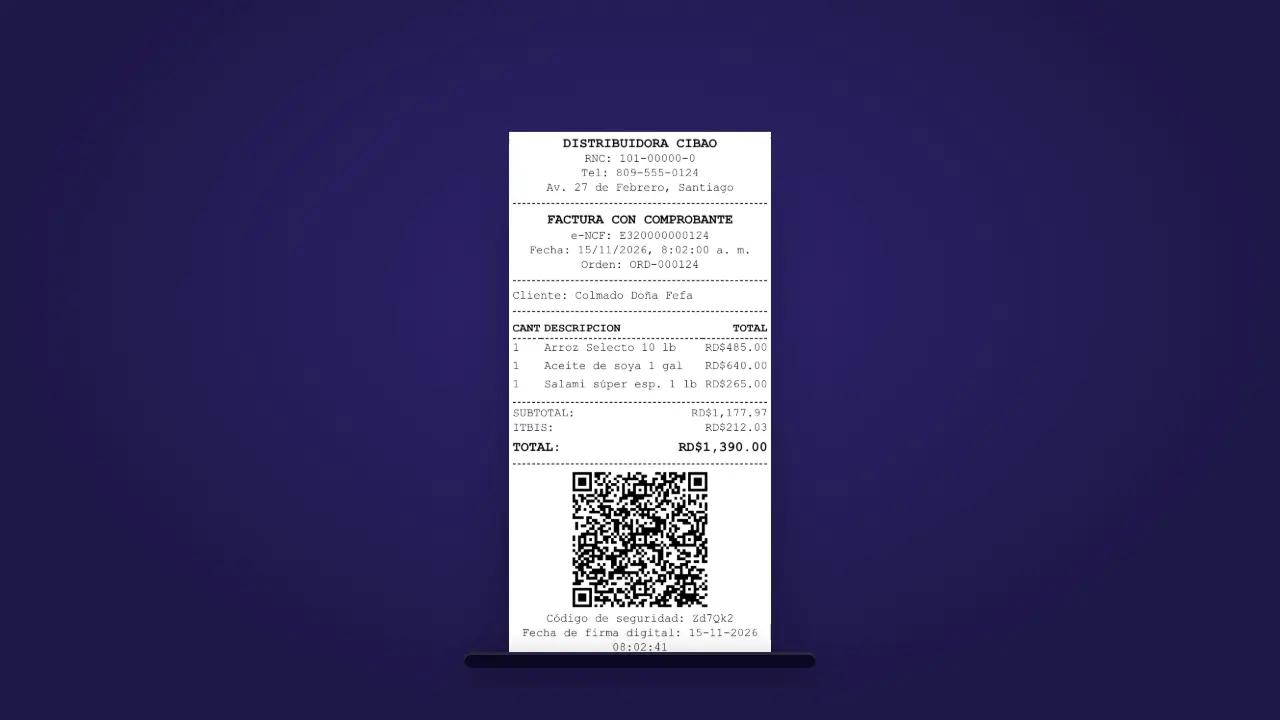 DISTRIBUIDORA CIBAO
RNC: 101-00000-0
Tel: 809-555-0124
Av. 27 de Febrero, Santiago
FACTURA CON COMPROBANTE
e-NCF: E320000000124
Fecha: 15/11/2026, 8:02:00 a. m.
Orden: ORD-000124
Cliente: Colmado Doña Fefa
CANT DESCRIPCION TOTAL
1 Arroz Selecto 10 lb RD$485.00
1 Aceite de soya 1 gal RD$640.00
1 Salami súper esp. 1 lb RD$265.00
SUBTOTAL: RD$1,177.97
ITBIS: RD$212.03
TOTAL: RD$1,390.00
Código de seguridad: Zd7Qk2
Fecha de firma digital: 15-11-2026
08:02:41